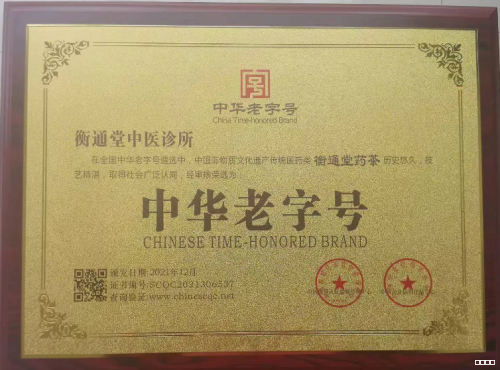 中华老字号
China Time-honored Brand
衡通堂中医诊所
在全国中华老字号遴选中，中国非物质文化遗产传统医药类 衡通堂药茶 历史悠久，技
艺精湛，取得社会广泛认同，经审核荣选为：
中华老字号
CHINESE TIME-HONORED BRAND
颁发日期:2021年12月
证书编号:SCQC2021306537
查询验证:www.chinescqc.net